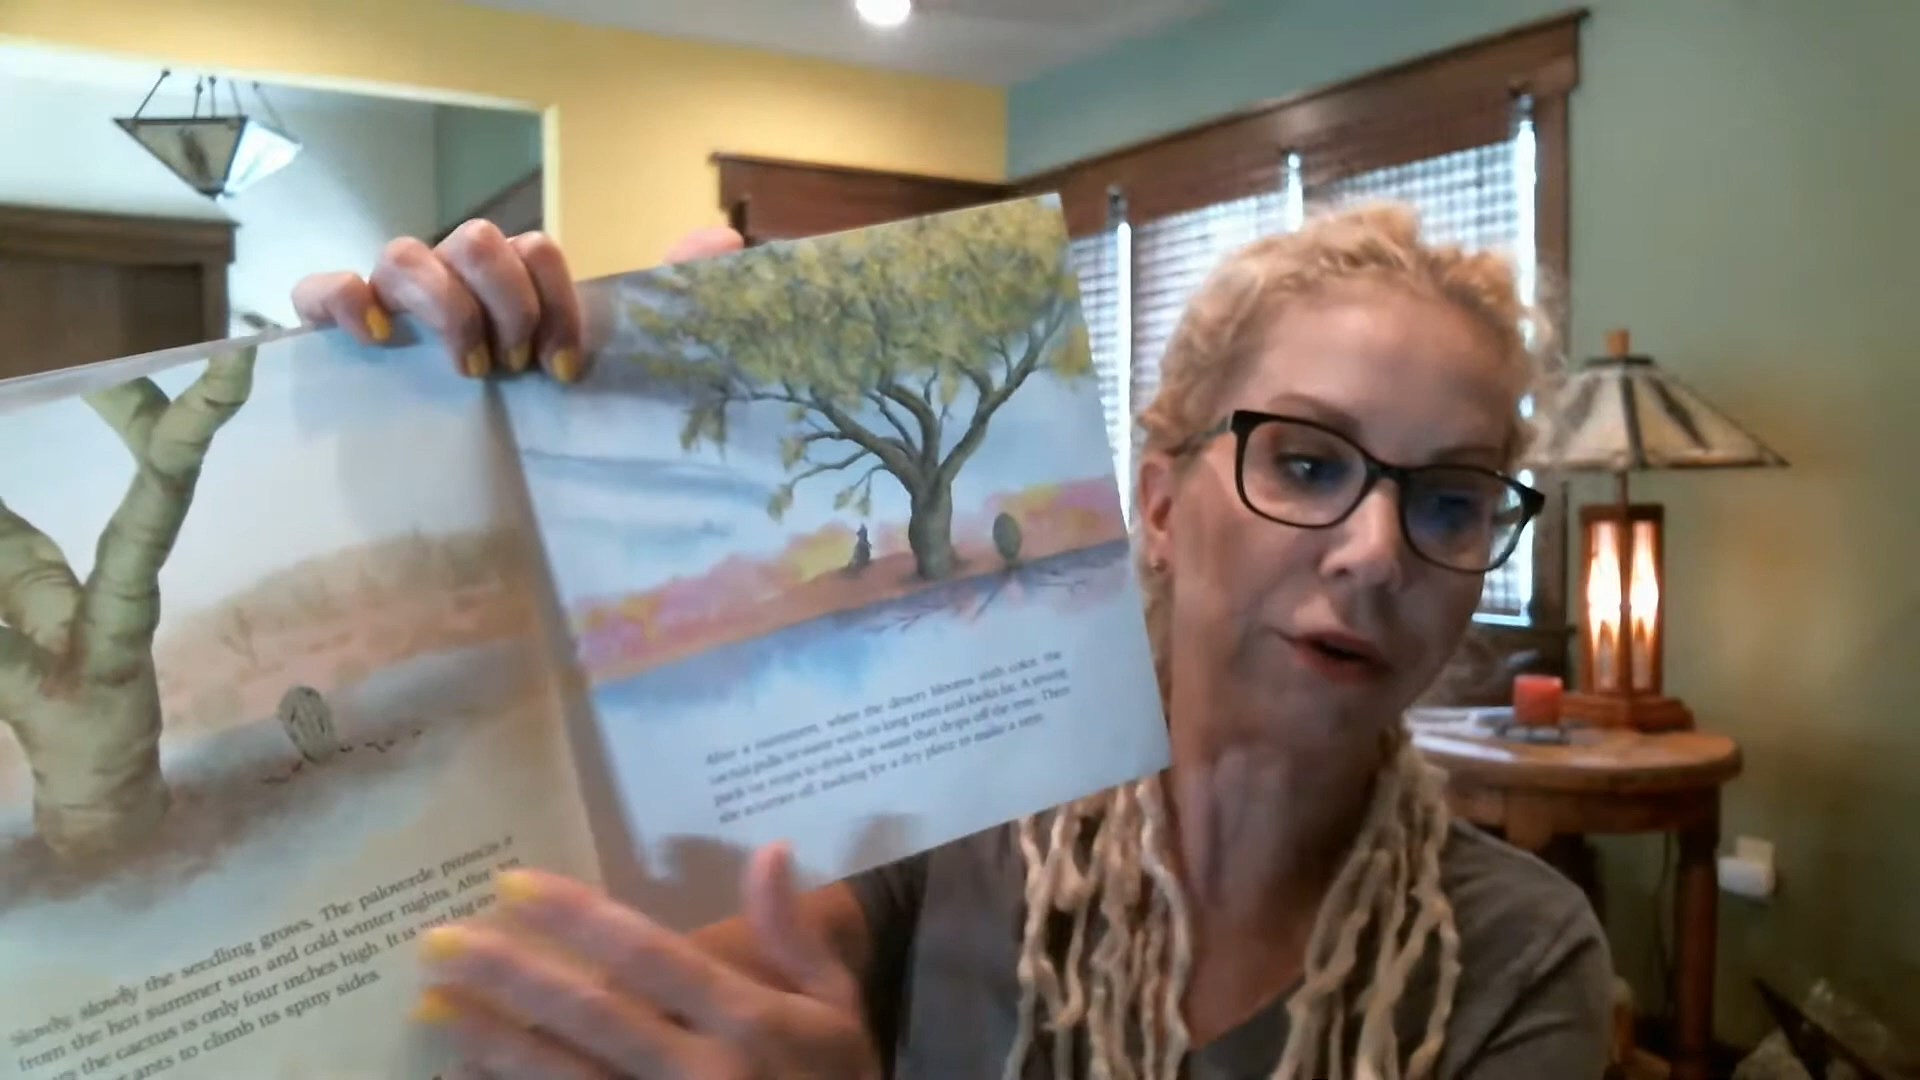 Slowly, slowly the seedling grows. The paloverde protects it
from the hot summer sun and cold winter nights. After ten
the cactus is only four inches high. It is just big en
ants to climb its spiny sides.
After a rainstorm, when the desert blooms with color, the
cactus pulls in water with its long roots and looks fat. A young
pack rat stops to drink the water that drips off the tree. Then
she scurries off, looking for a dry place to make a nest.